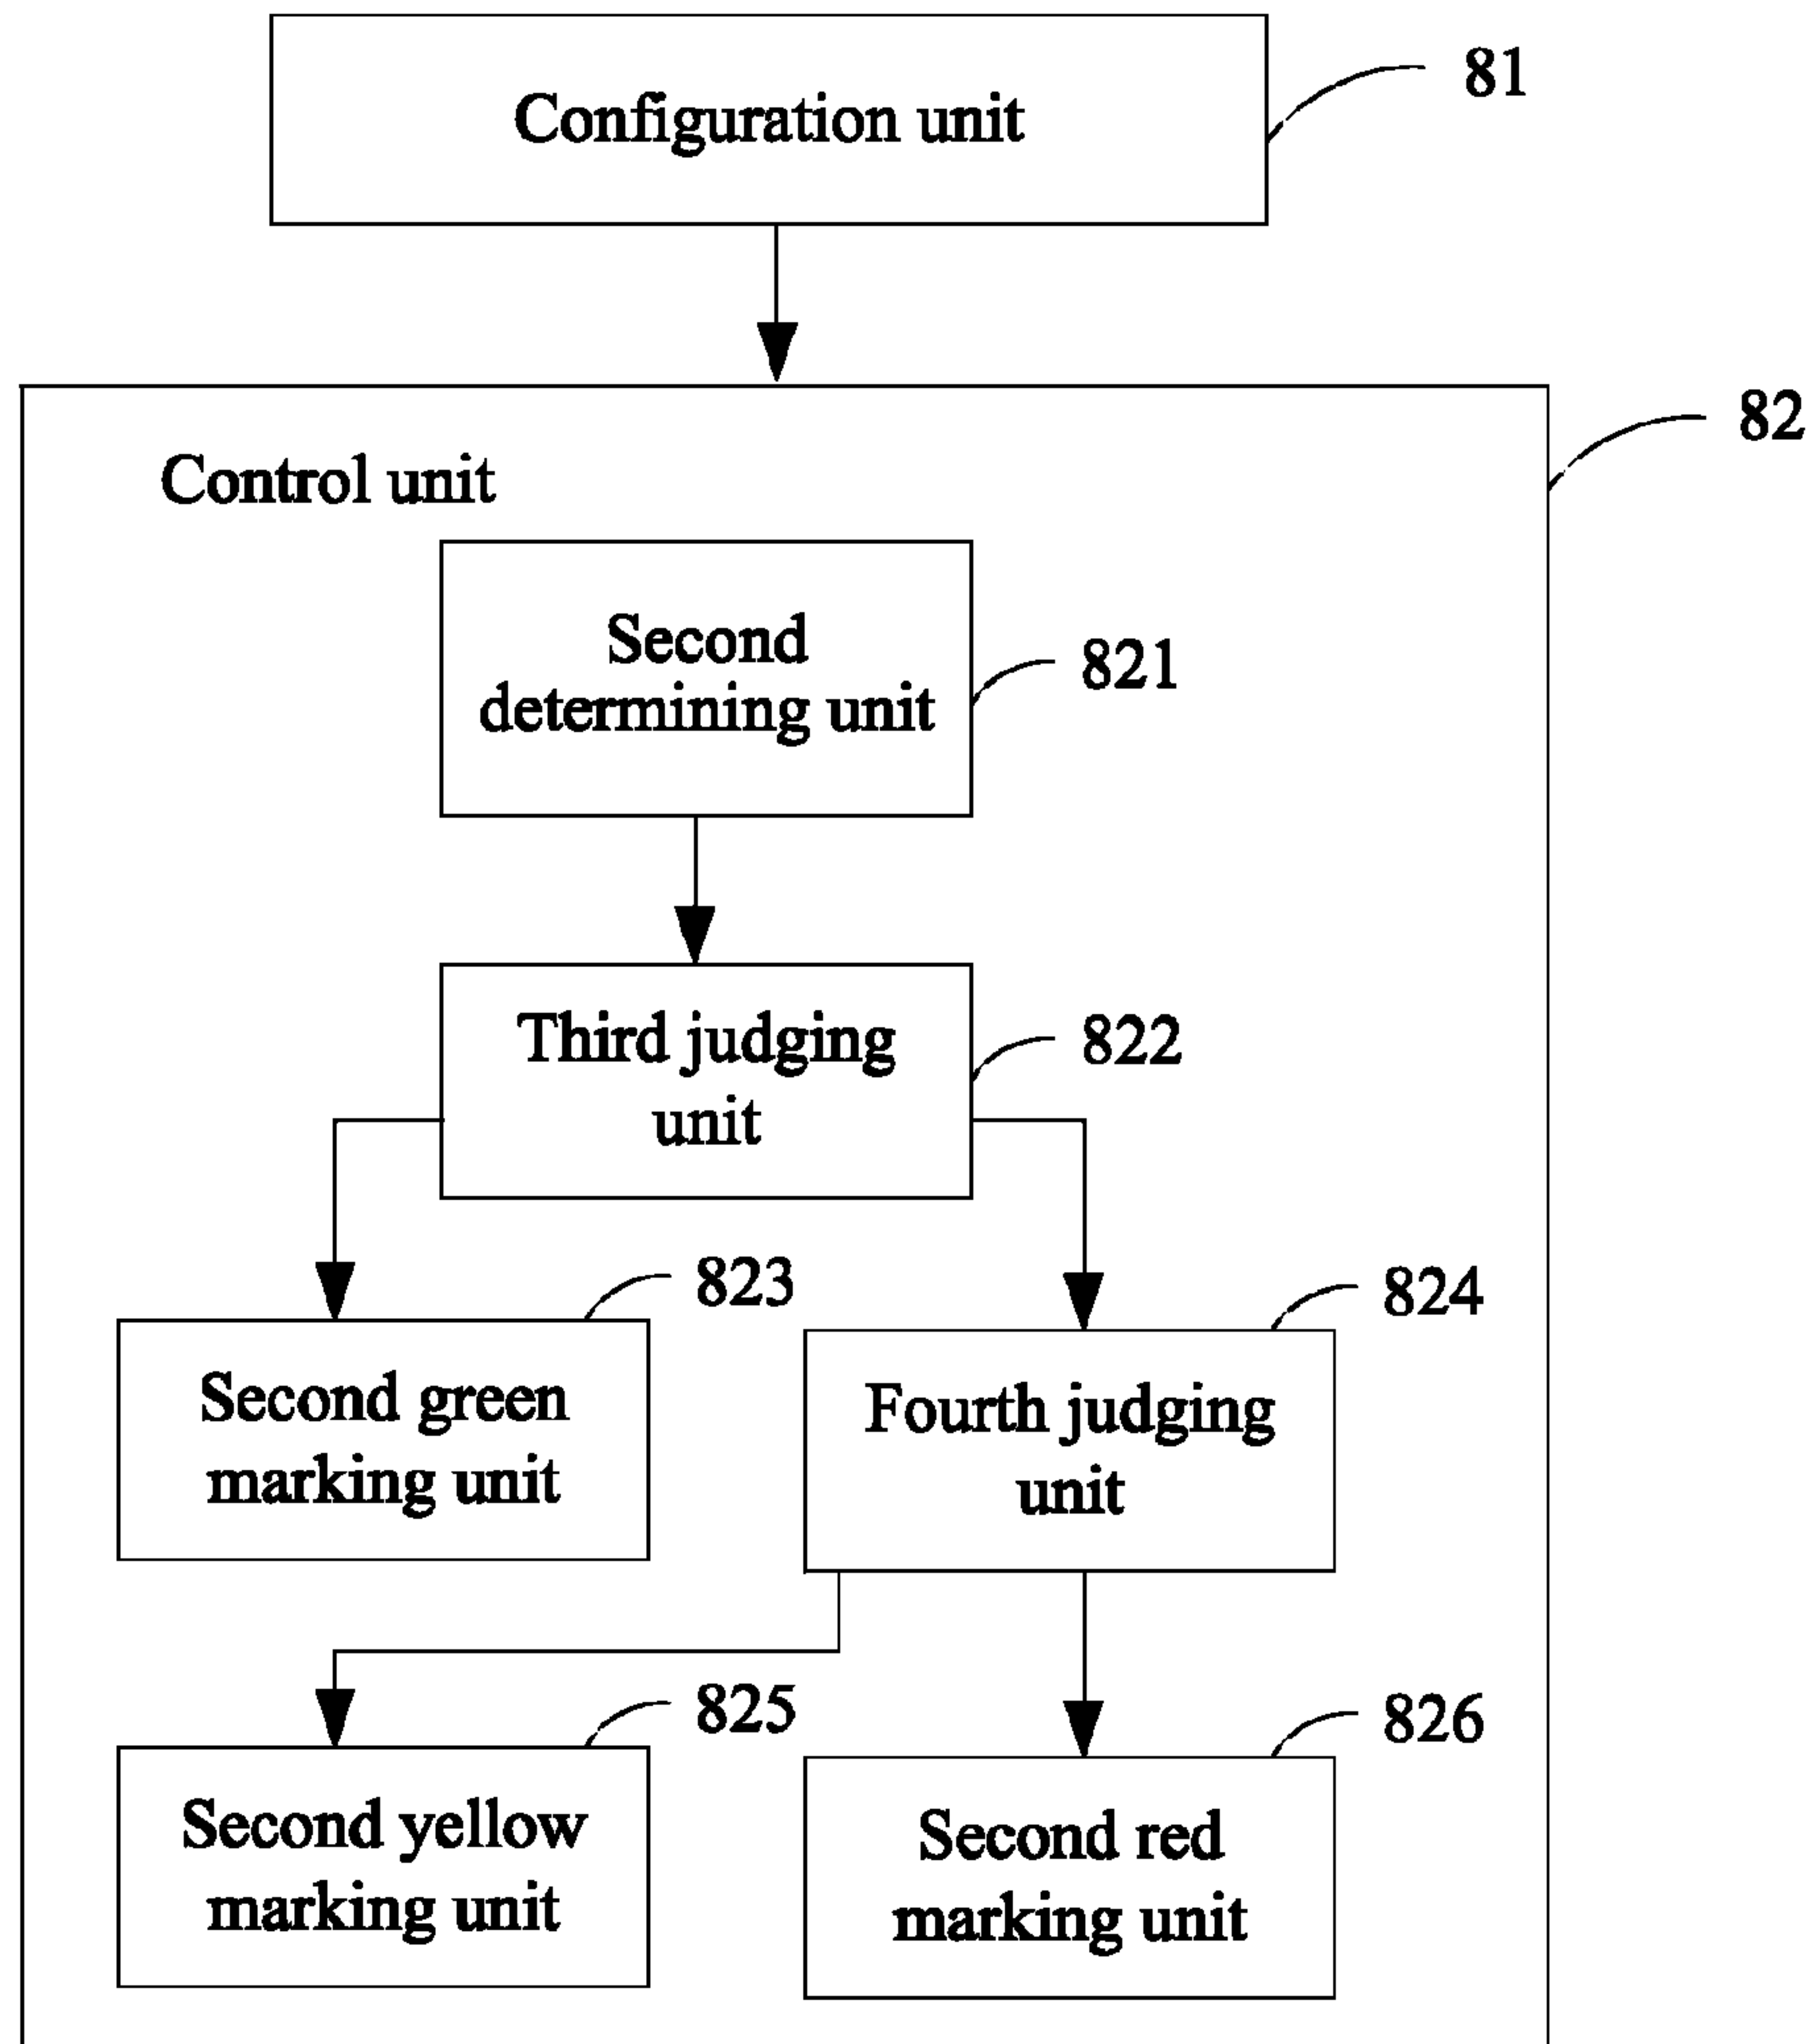 Configuration unit
81
82
Control unit
Second
determining unit
821
Third judging
unit
822
823
824
Second green
marking unit
Fourth judging
unit
825
826
Second yellow
marking unit
Second red
marking unit